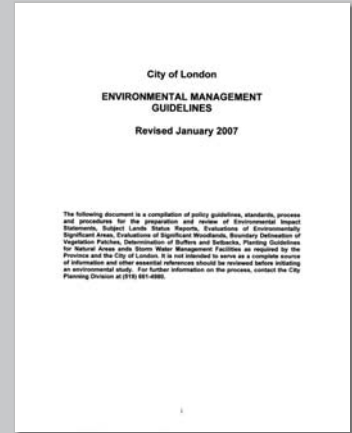 City of London
ENVIRONMENTAL MANAGEMENT
GUIDELINES
Revised January 2007
The following document is a compilation of policy guidelines, standards, process
and procedures for the preparation and review of Environmental Impact
Statements, Subject Lands Status Reports, Evaluations of Environmentally
Significant Areas, Evaluations of Significant Woodlands, Boundary Delineation of
Vegetation Patches, Determination of Buffers and Setbacks, Planting Guidelines
for Natural Areas ands Storm Water Management Facilities as required by the
Province and the City of London. It is not intended to serve as a complete source
of information and other essential references should be reviewed before initiating
an environmental study. For further information on the process, contact the City
Planning Division at (519)